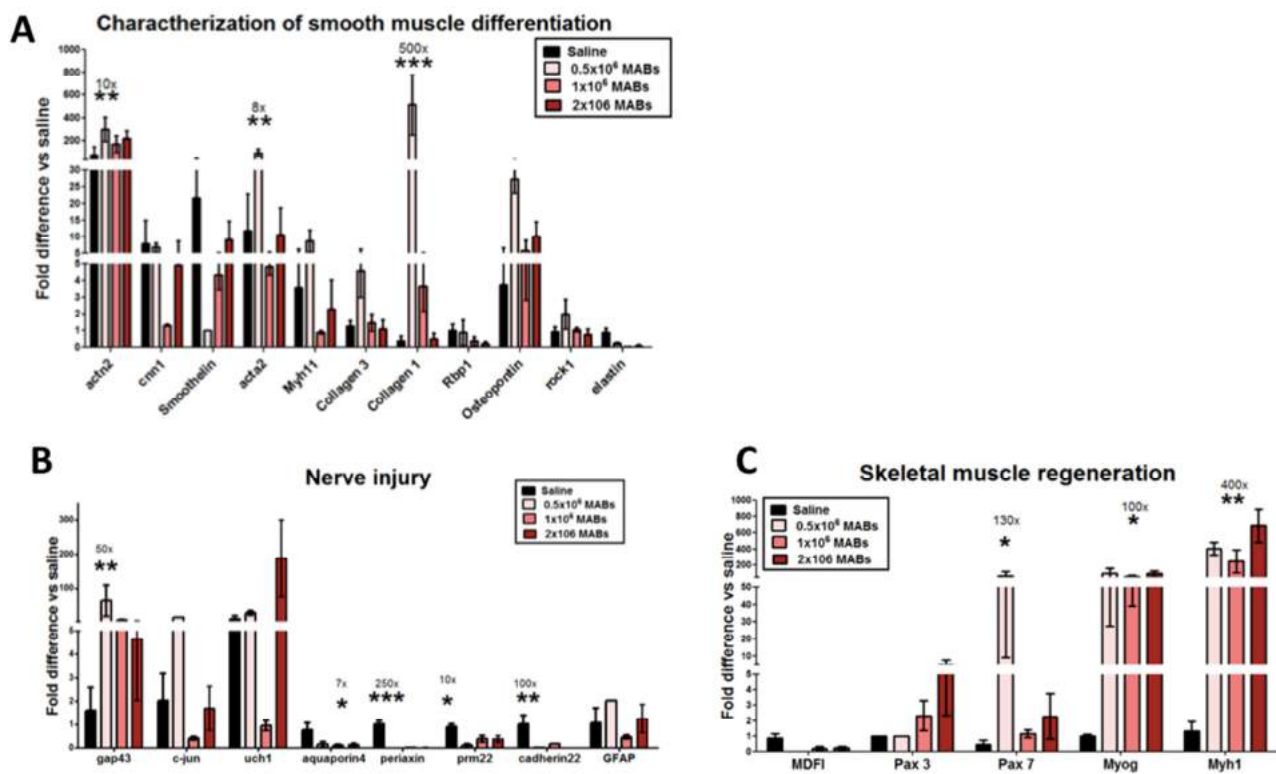 A
Charactherization of smooth muscle differentiation
Fold difference vs saline
1000
800
600
400
200
30
25
20
15
10
5
4
3
2
1
0
10x
**
8x
**
500x
***
Saline
0.5x10⁶ MABs
1x10⁶ MABs
2x106 MABs
actn2
cnn1
Smoothelin
acta2
Myh11
Collagen 3
Collagen 1
Rbp1
Osteopontin
rock1
elastin
B
Nerve injury
Fold difference vs saline
300
200
100
5
4
3
2
1
0
50x
**
7x
*
250x
***
10x
*
100x
**
Saline
0.5x10⁶ MABs
1x10⁶ MABs
2x106 MABs
gap43
c-jun
uch1
aquaporin4
periaxin
prm22
cadherin22
GFAP
C
Skeletal muscle regeneration
Fold difference vs saline
1000
800
600
400
200
50
40
30
20
10
5
4
3
2
1
0
Saline
0.5x10⁶ MABs
1x10⁶ MABs
2x106 MABs
130x
*
100x
*
400x
**
MDFI
Pax 3
Pax 7
Myog
Myh1